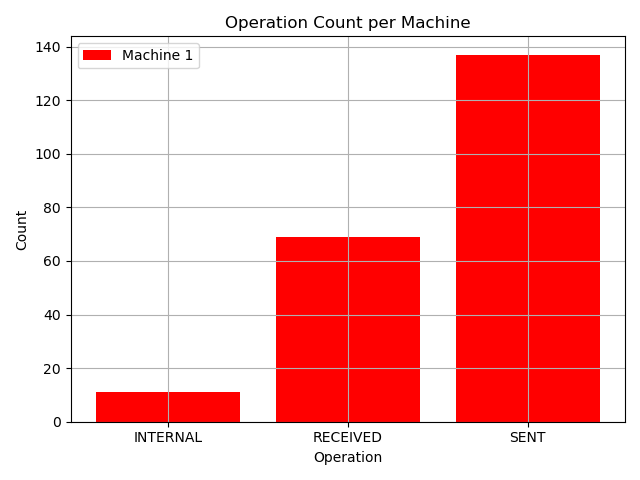 Operation Count per Machine
Machine 1
Count
140
120
100
80
60
40
20
0
INTERNAL RECEIVED SENT
Operation